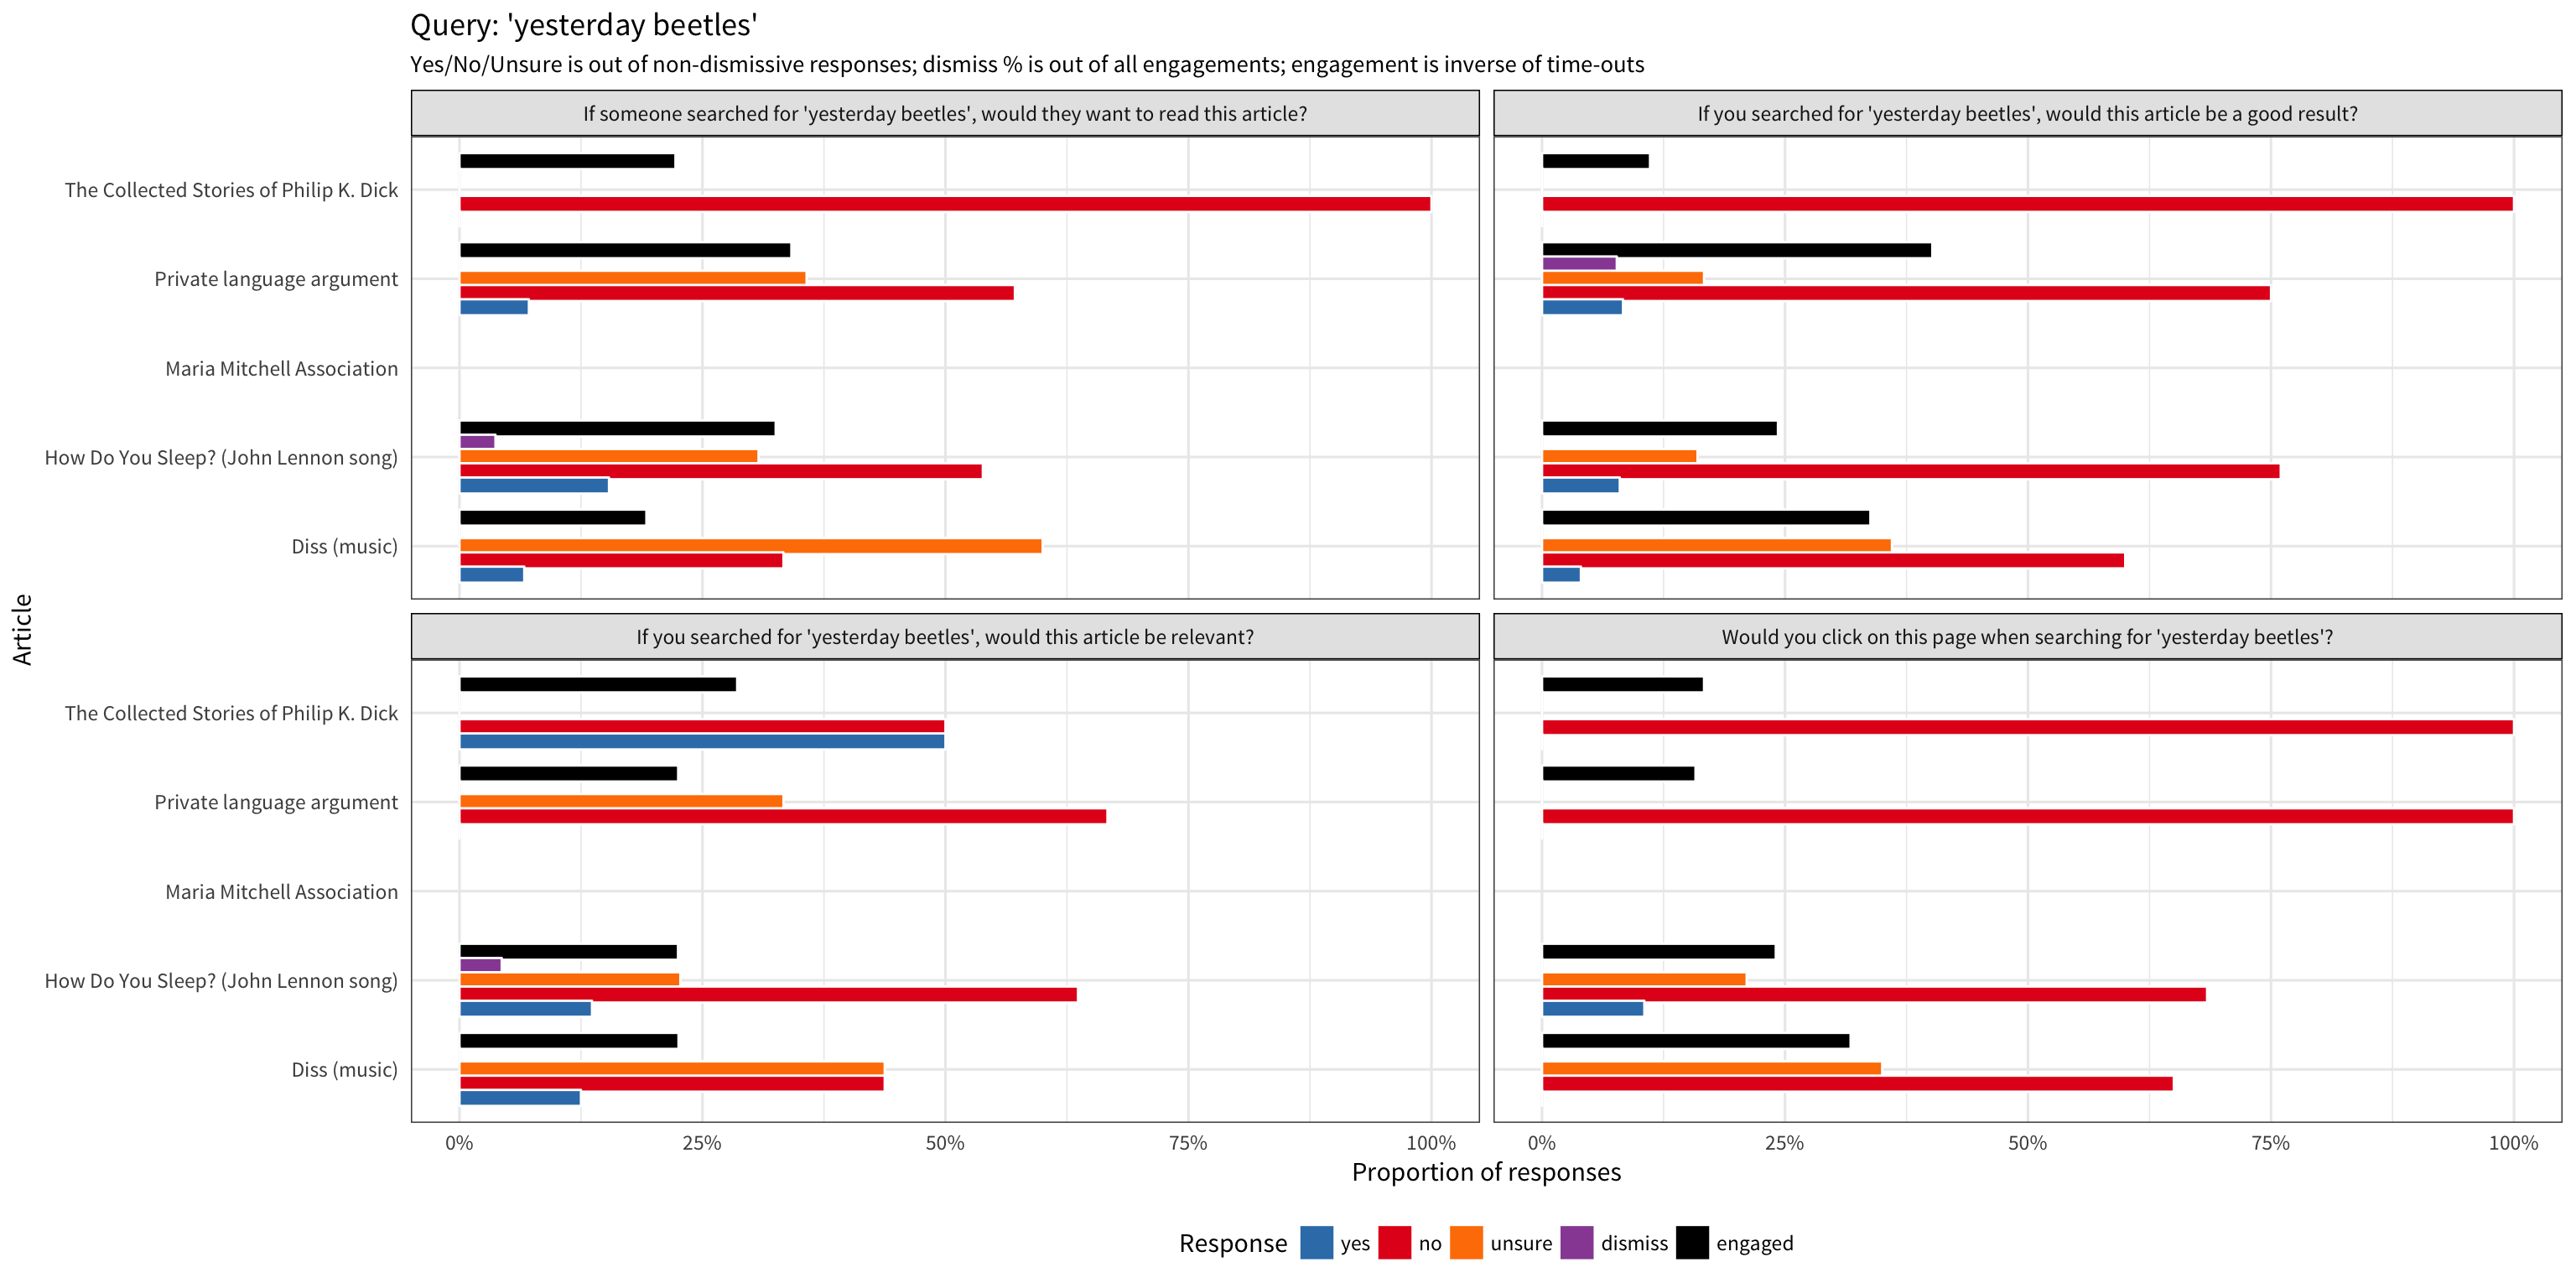 Query: 'yesterday beetles'
Yes/No/Unsure is out of non-dismissive responses; dismiss % is out of all engagements; engagement is inverse of time-outs
If someone searched for 'yesterday beetles', would they want to read this article?
If you searched for 'yesterday beetles', would this article be a good result?
The Collected Stories of Philip K. Dick
Private language argument
Maria Mitchell Association
How Do You Sleep? (John Lennon song)
Diss (music)
Article
If you searched for 'yesterday beetles', would this article be relevant?
Would you click on this page when searching for 'yesterday beetles'?
The Collected Stories of Philip K. Dick
Private language argument
Maria Mitchell Association
How Do You Sleep? (John Lennon song)
Diss (music)
0% 25% 50% 75% 100% 0% 25% 50% 75% 100%
Proportion of responses
Response yes no unsure dismiss engaged